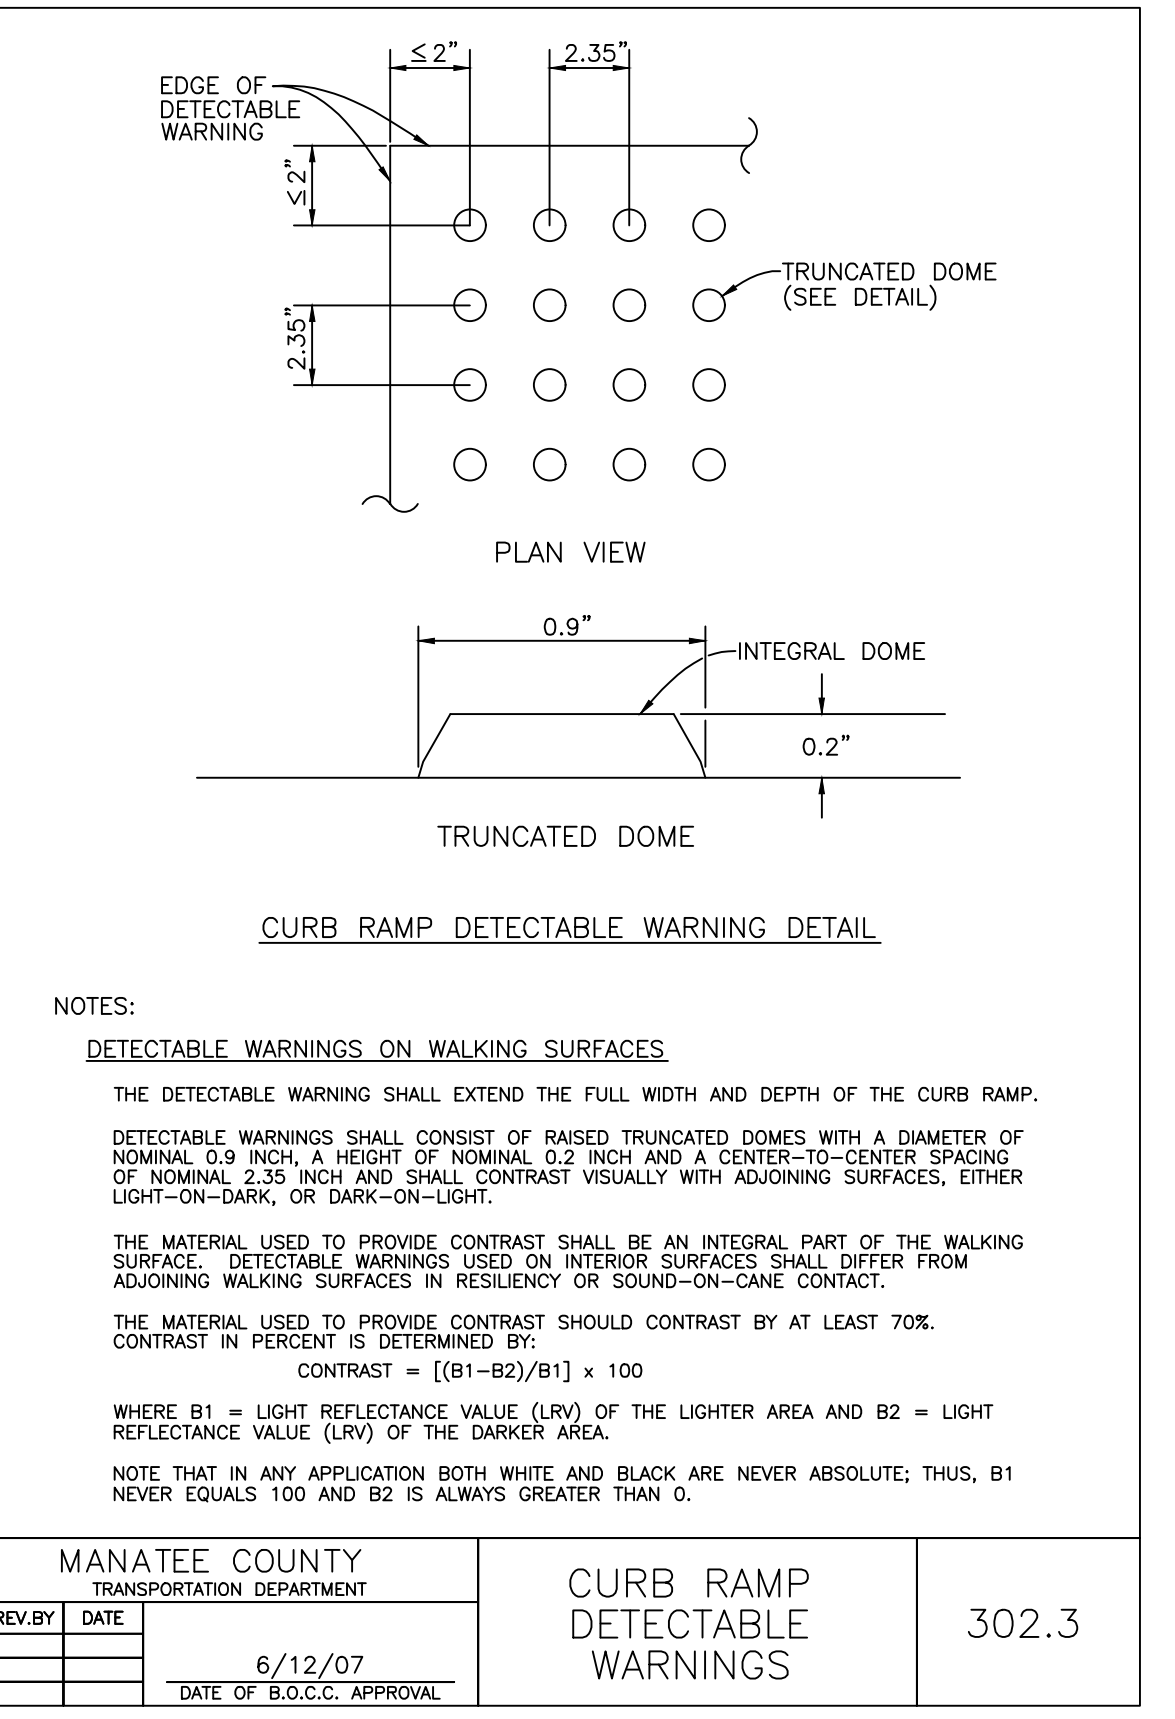 ≤2" 2.35"
EDGE OF
DETECTABLE
WARNING
≤2"
TRUNCATED DOME
(SEE DETAIL)
2.35"
PLAN VIEW
0.9"
INTEGRAL DOME
0.2"
TRUNCATED DOME
CURB RAMP DETECTABLE WARNING DETAIL
NOTES:
DETECTABLE WARNINGS ON WALKING SURFACES
THE DETECTABLE WARNING SHALL EXTEND THE FULL WIDTH AND DEPTH OF THE CURB RAMP.
DETECTABLE WARNINGS SHALL CONSIST OF RAISED TRUNCATED DOMES WITH A DIAMETER OF
NOMINAL 0.9 INCH, A HEIGHT OF NOMINAL 0.2 INCH AND A CENTER-TO-CENTER SPACING
OF NOMINAL 2.35 INCH AND SHALL CONTRAST VISUALLY WITH ADJOINING SURFACES, EITHER
LIGHT-ON-DARK, OR DARK-ON-LIGHT.
THE MATERIAL USED TO PROVIDE CONTRAST SHALL BE AN INTEGRAL PART OF THE WALKING
SURFACE. DETECTABLE WARNINGS USED ON INTERIOR SURFACES SHALL DIFFER FROM
ADJOINING WALKING SURFACES IN RESILIENCY OR SOUND-ON-CANE CONTACT.
THE MATERIAL USED TO PROVIDE CONTRAST SHOULD CONTRAST BY AT LEAST 70%.
CONTRAST IN PERCENT IS DETERMINED BY:
CONTRAST = [(B1-B2)/B1] x 100
WHERE B1 = LIGHT REFLECTANCE VALUE (LRV) OF THE LIGHTER AREA AND B2 = LIGHT
REFLECTANCE VALUE (LRV) OF THE DARKER AREA.
NOTE THAT IN ANY APPLICATION BOTH WHITE AND BLACK ARE NEVER ABSOLUTE; THUS, B1
NEVER EQUALS 100 AND B2 IS ALWAYS GREATER THAN 0.
MANATEE COUNTY
TRANSPORTATION DEPARTMENT
REV.BY DATE
6/12/07
DATE OF B.O.C.C. APPROVAL
CURB RAMP
DETECTABLE
WARNINGS
302.3